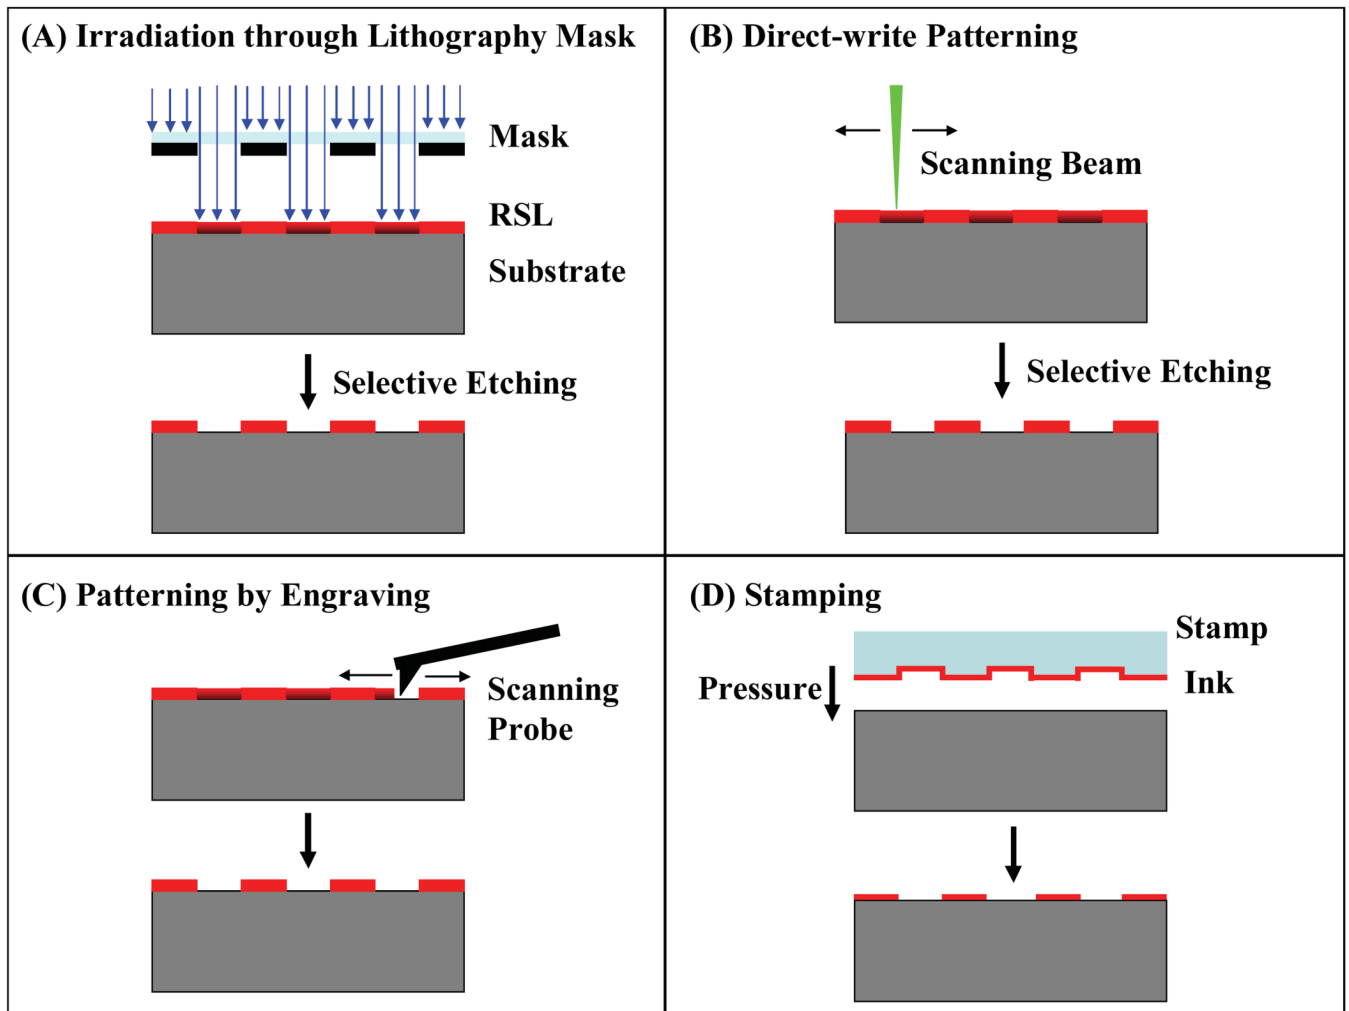 (A) Irradiation through Lithography Mask
Mask
RSL
Substrate
Selective Etching
(B) Direct-write Patterning
Scanning Beam
Selective Etching
(C) Patterning by Engraving
Scanning
Probe
(D) Stamping
Stamp
Pressure
Ink